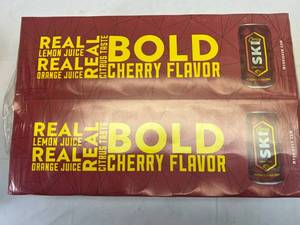 REAL
LEMON JUICE
REAL
ORANGE JUICE
REAL
CITRUS TASTE
BOLD
CHERRY FLAVOR
SKI
REAL
LEMON JUICE
REAL
ORANGE JUICE
REAL
CITRUS TASTE
BOLD
CHERRY FLAVOR
SKI